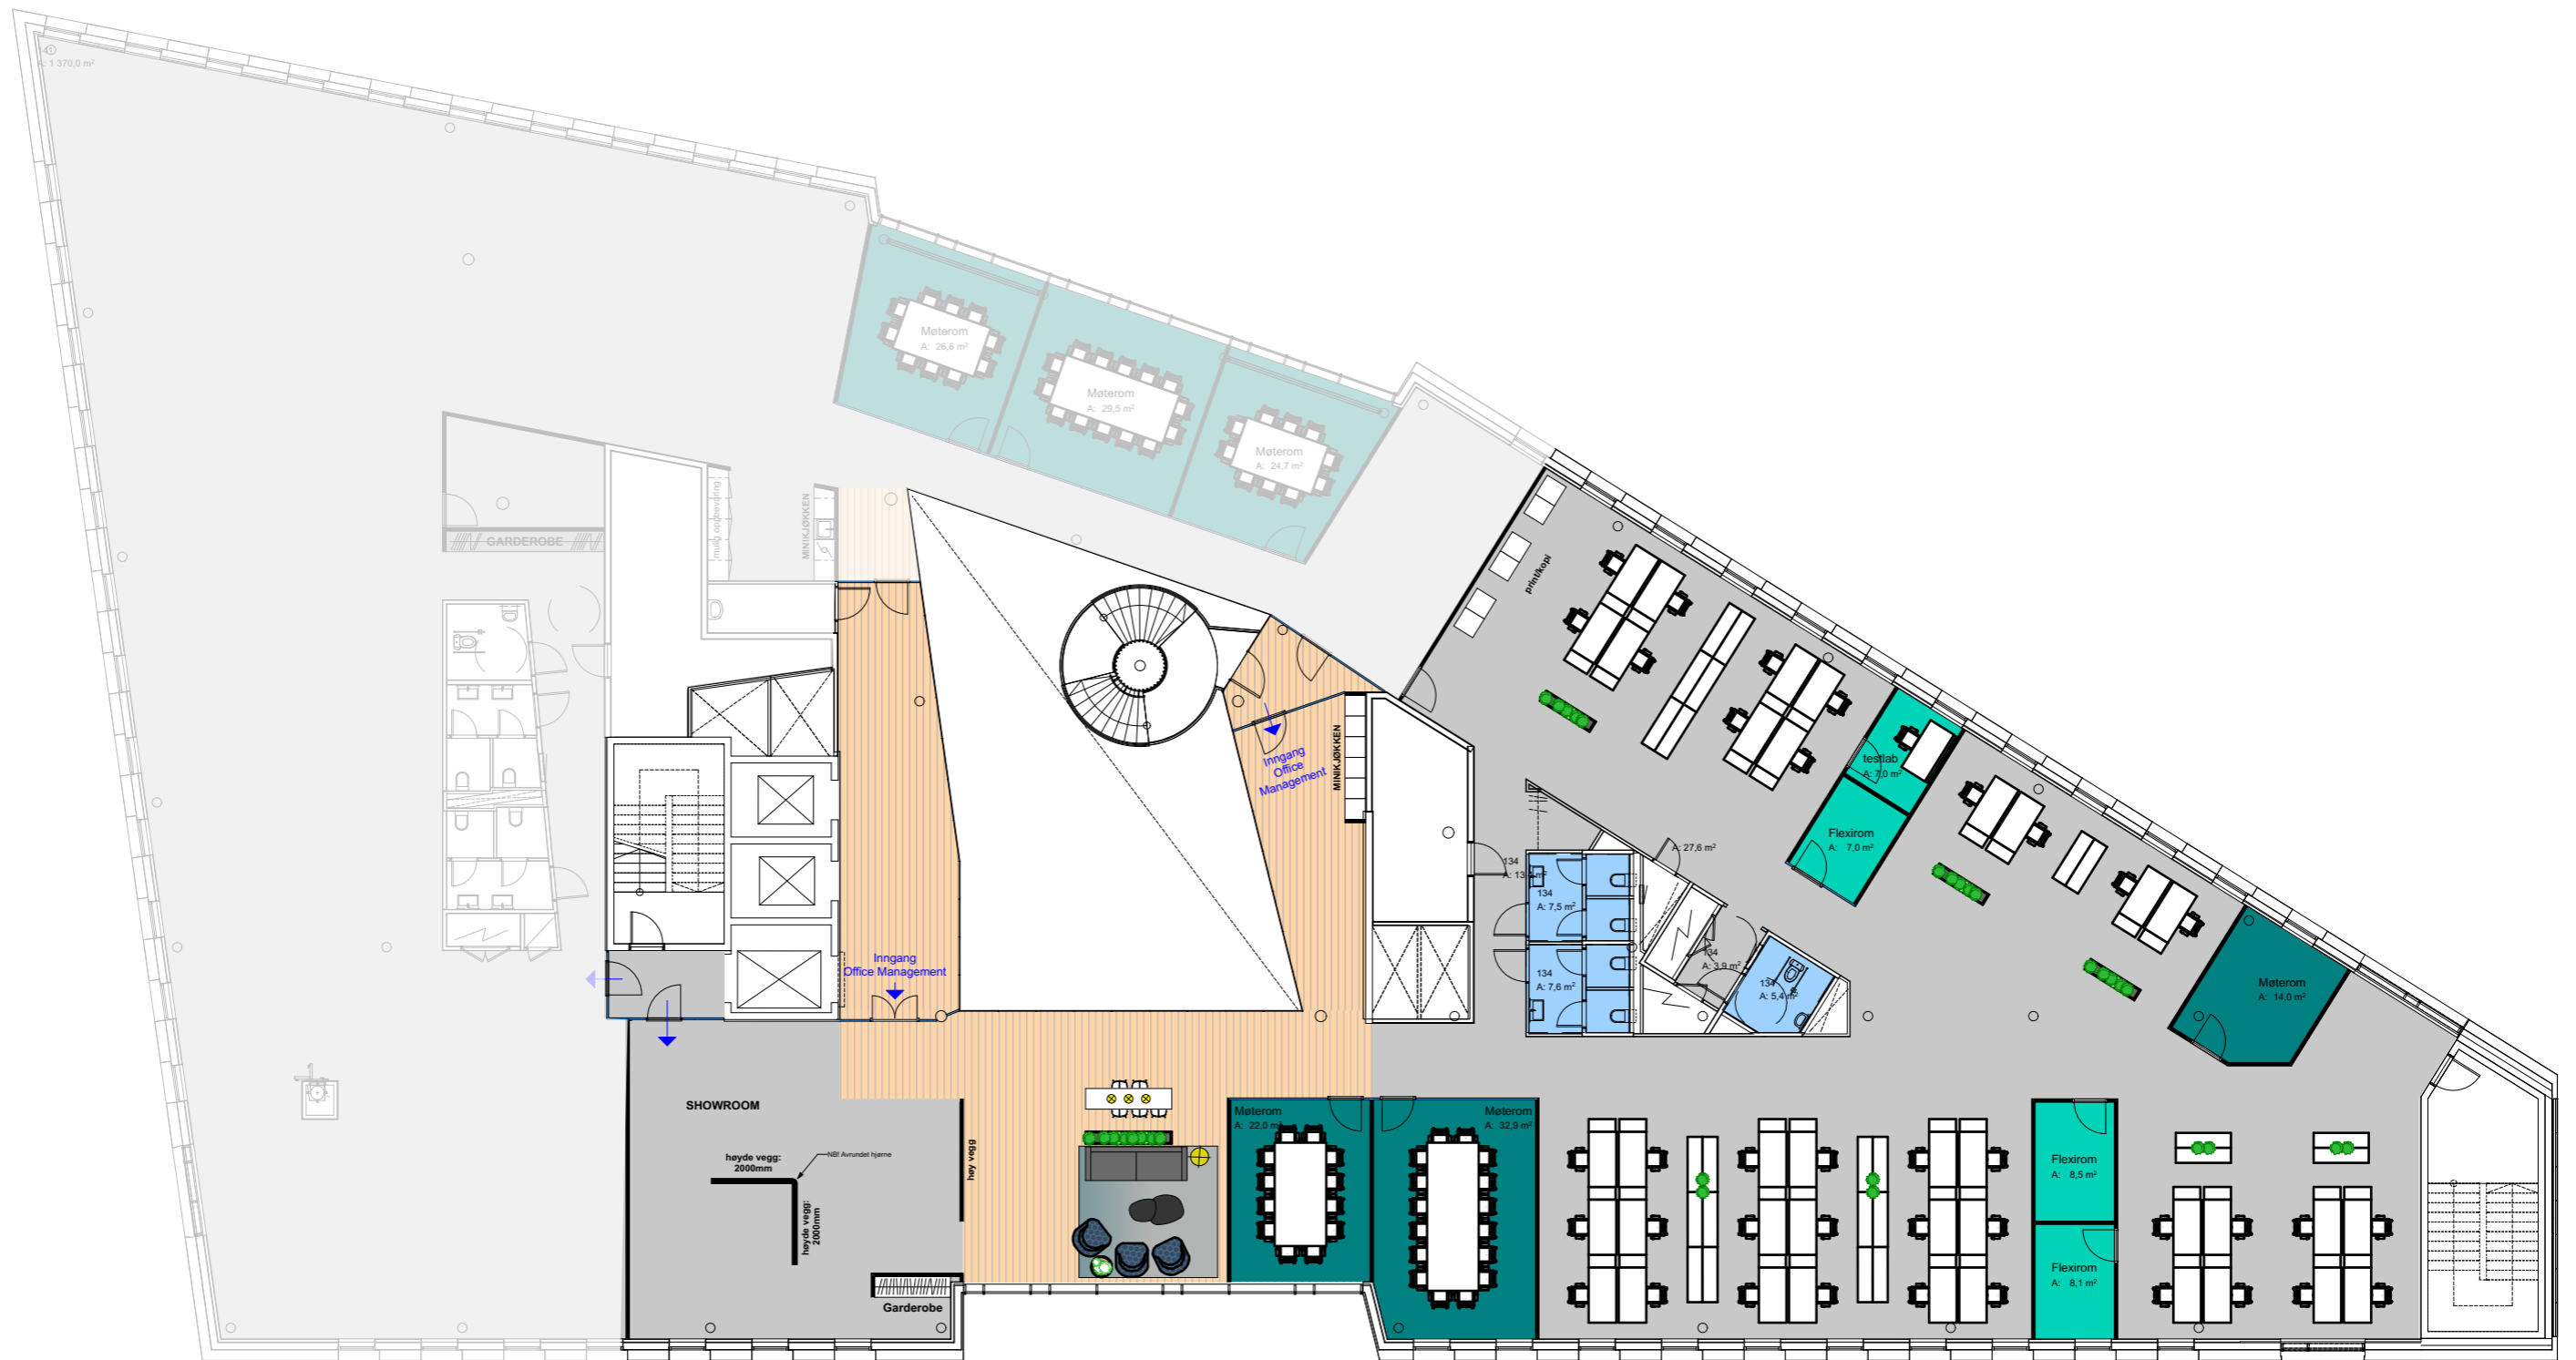 141
A: 1 370,0 m²
Møterom
A: 26,6 m²
Møterom
A: 29,5 m²
Møterom
A: 24,7 m²
GARDEROBE
mulig oppbevaring
MINIKJØKKEN
print/kopi
testlab
A: 7,0 m²
Flexirom
A: 7,0 m²
Inngang
Office
Management
MINIKJØKKEN
A: 27,6 m²
134
134
A: 7,5 m²
134
A: 3,9 m²
134
A: 7,6 m²
134
A: 5,4 m²
Møterom
A: 14,0 m²
Inngang
Office Management
SHOWROOM
høyde vegg:
2000mm
NB! Avrundet hjørne
høyde vegg:
2000mm
høy vegg
Garderobe
Møterom
A: 22,0 m²
Møterom
A: 32,9 m²
Flexirom
A: 8,5 m²
Flexirom
A: 8,1 m²